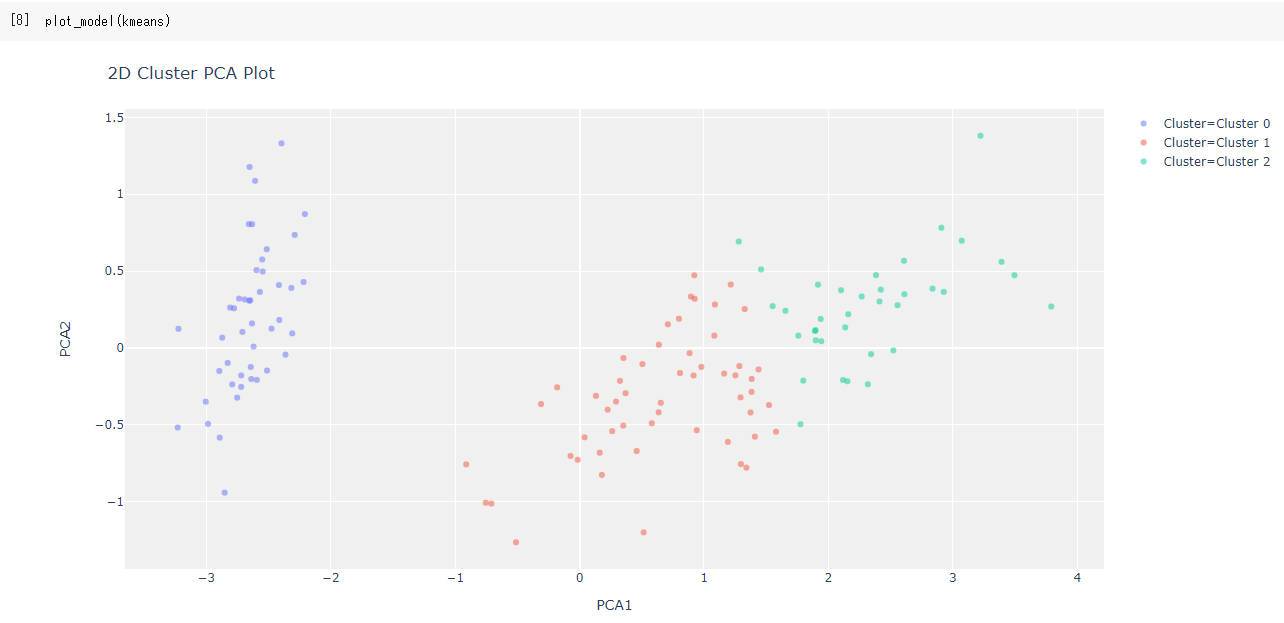 [8] plot_model(kmeans)
2D Cluster PCA Plot
Cluster=Cluster 0
Cluster=Cluster 1
Cluster=Cluster 2
1.5
1
0.5
0
−0.5
−1
PCA2
−3 −2 −1 0 1 2 3 4
PCA1